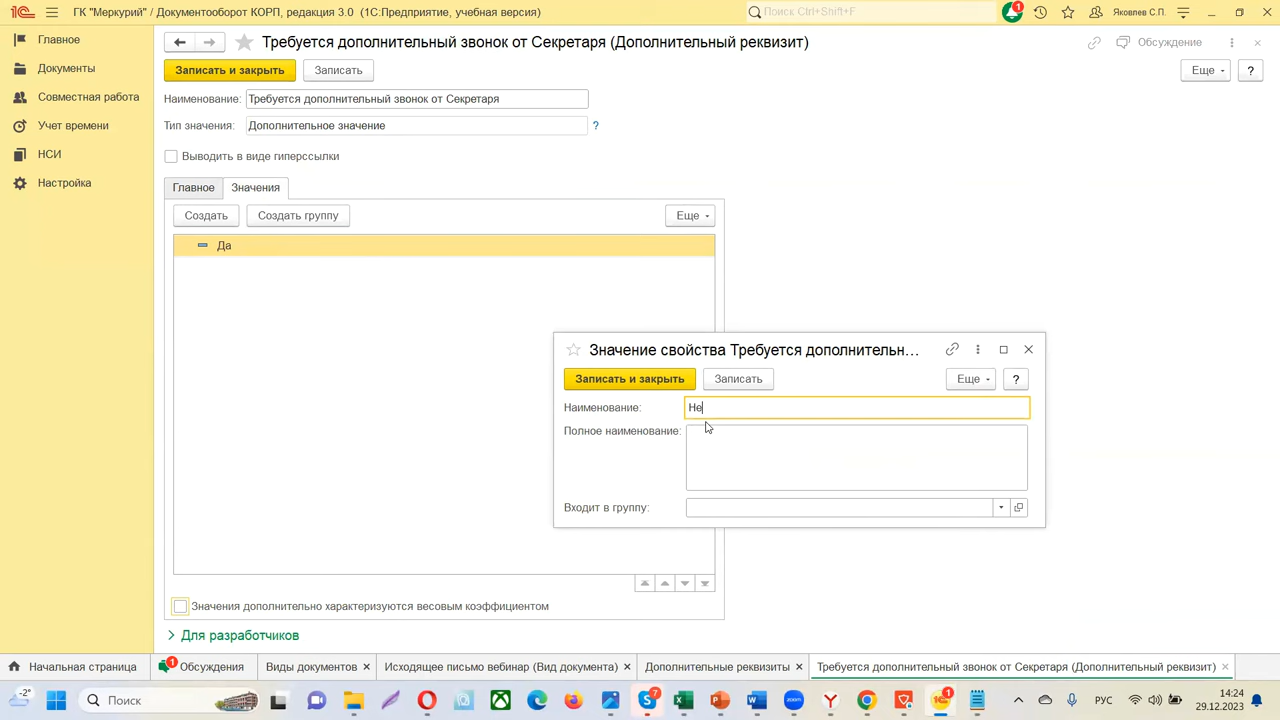 ГК "Меркурий" / Документооборот КОРП, редакция 3.0 (1С:Предприятие, учебная версия)
Поиск Ctrl+Shift+F
1
Яковлев С.П.
Главное
Документы
Совместная работа
Учет времени
НСИ
Настройка
Требуется дополнительный звонок от Секретаря (Дополнительный реквизит)
Обсуждение
Записать и закрыть
Записать
Еще
?
Наименование:
Требуется дополнительный звонок от Секретаря
Тип значения:
Дополнительное значение
?
Выводить в виде гиперссылки
Главное
Значения
Создать
Создать группу
Еще
Да
Значение свойства Требуется дополнительн...
Записать и закрыть
Записать
Еще
?
Наименование:
Не
Полное наименование:
Входит в группу:
Значения дополнительно характеризуются весовым коэффициентом
Для разработчиков
Начальная страница
1
Обсуждения
Виды документов
Исходящее письмо вебинар (Вид документа)
Дополнительные реквизиты
Требуется дополнительный звонок от Секретаря (Дополнительный реквизит)
-2°
Поиск
7
1
РУС
14:24
29.12.2023